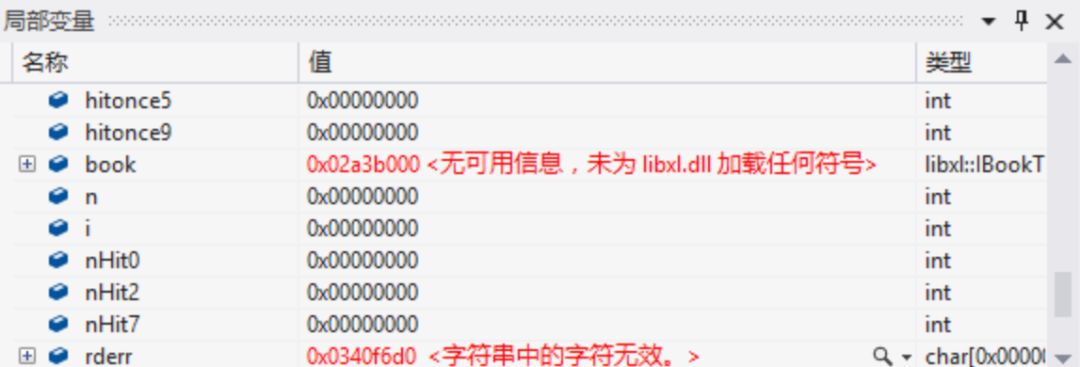 局部变量
名称 值 类型
hitonce5 0x00000000 int
hitonce9 0x00000000 int
book 0x02a3b000 <无可用信息，未为 libxl.dll 加载任何符号> libxl::IBookT
n 0x00000000 int
i 0x00000000 int
nHit0 0x00000000 int
nHit2 0x00000000 int
nHit7 0x00000000 int
rderr 0x0340f6d0 <字符串中的字符无效。> char[0x00000